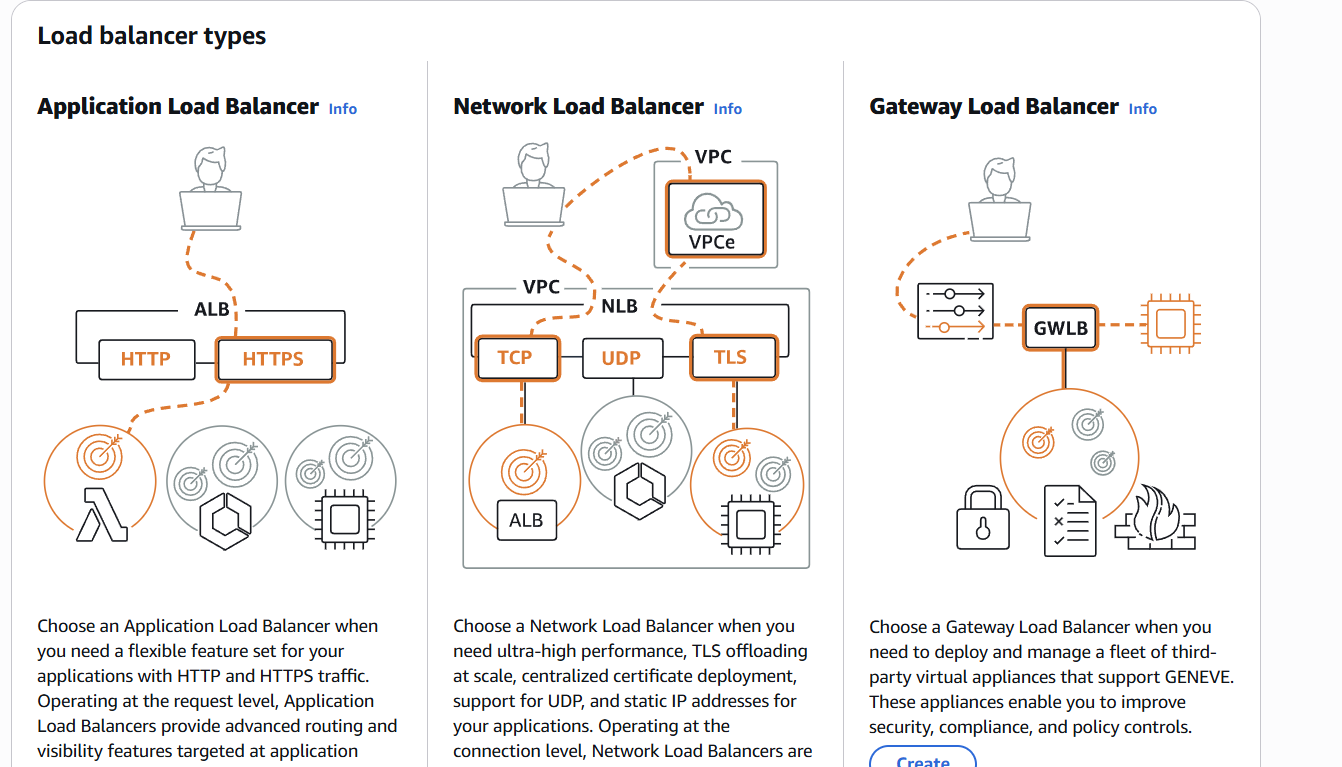 Load balancer types
Application Load Balancer Info
ALB
HTTP
HTTPS
Choose an Application Load Balancer when
you need a flexible feature set for your
applications with HTTP and HTTPS traffic.
Operating at the request level, Application
Load Balancers provide advanced routing and
visibility features targeted at application
Network Load Balancer Info
VPC
VPCe
VPC
NLB
TCP
UDP
TLS
ALB
Choose a Network Load Balancer when you
need ultra-high performance, TLS offloading
at scale, centralized certificate deployment,
support for UDP, and static IP addresses for
your applications. Operating at the
connection level, Network Load Balancers are
Gateway Load Balancer Info
GWLB
Choose a Gateway Load Balancer when you
need to deploy and manage a fleet of third-
party virtual appliances that support GENEVE.
These appliances enable you to improve
security, compliance, and policy controls.
Create